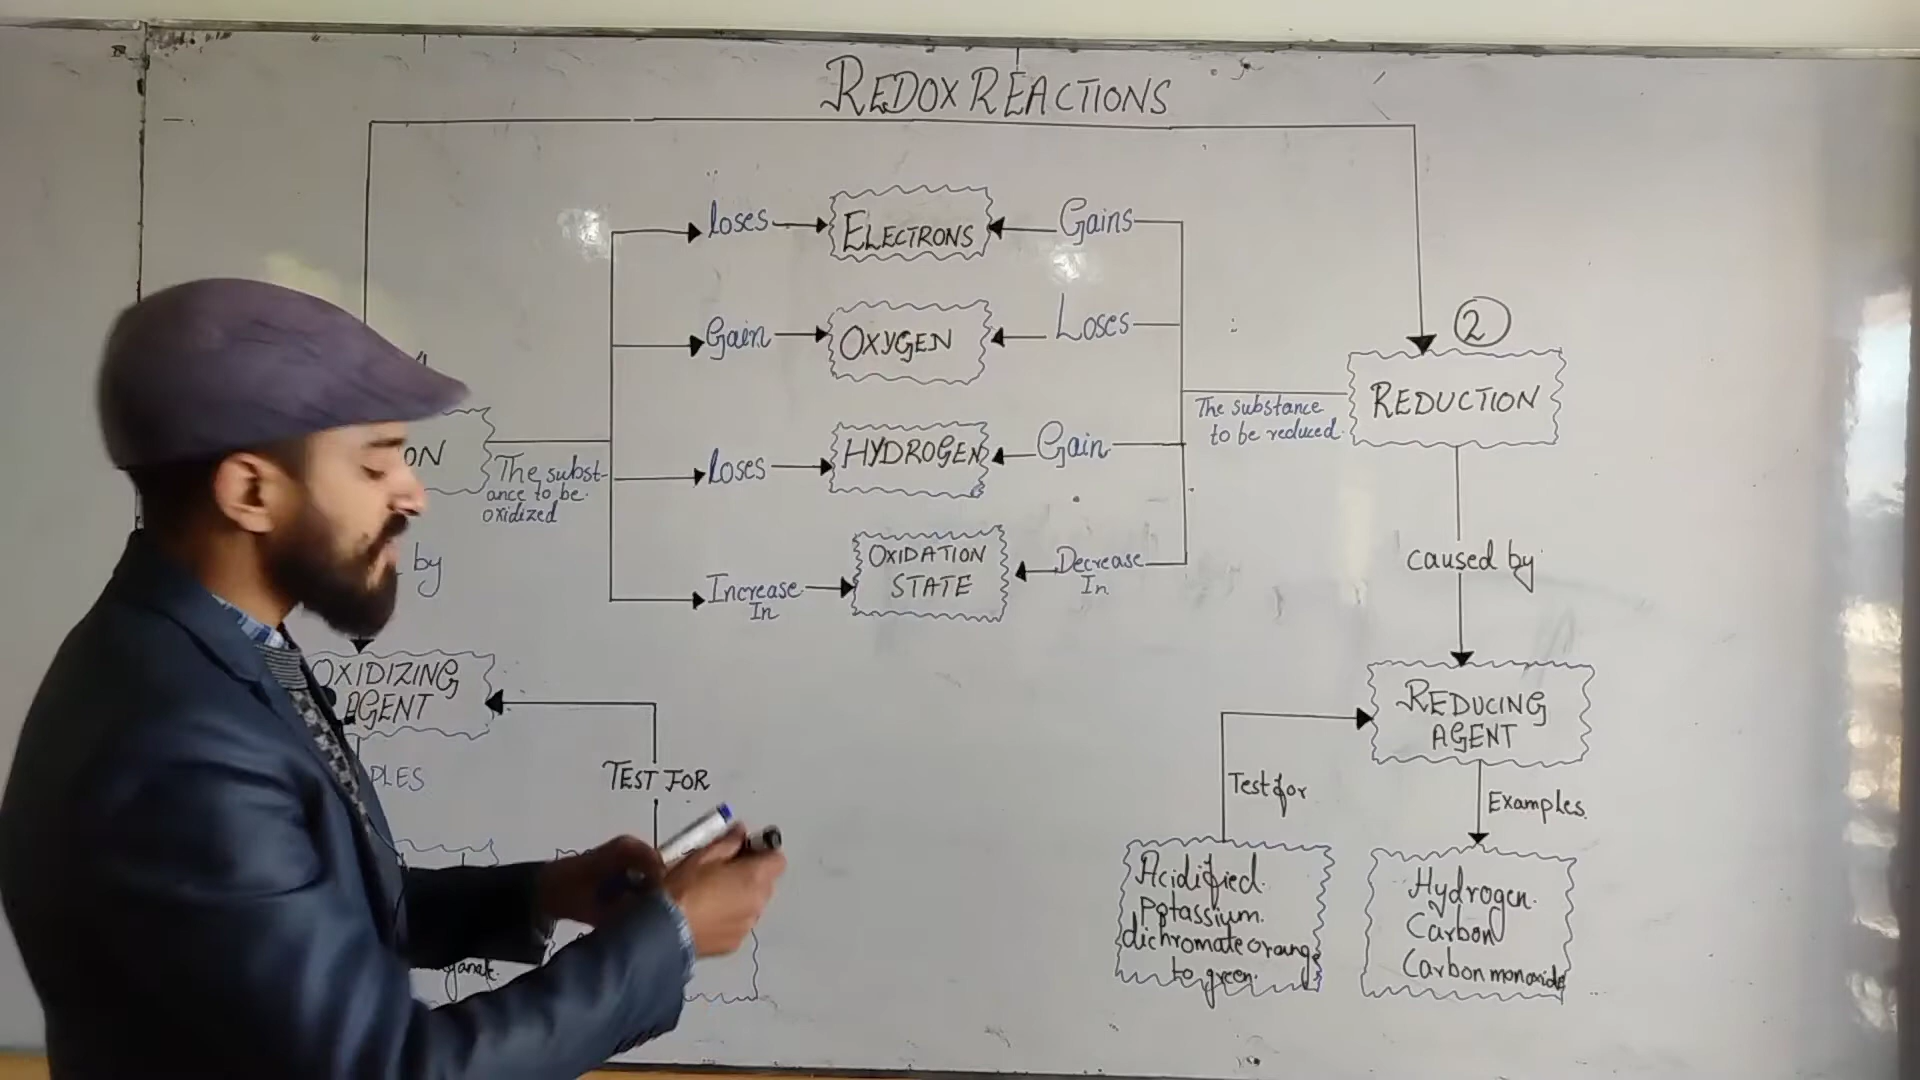 REDOX REACTIONS
loses
ELECTRONS
Gains
Gain
OXYGEN
Loses
2
REDUCTION
The substance
to be reduced.
ON
The subst-
ance to be
oxidized
loses
HYDROGEN
Gain
by
Increase
In
OXIDATION
STATE
Decrease
In
caused by
OXIDIZING
AGENT
REDUCING
AGENT
PLES
TEST FOR
Test for
Examples.
Acidified.
Potassium.
dichromate orange
to green.
Hydrogen.
Carbon
Carbon monoxide